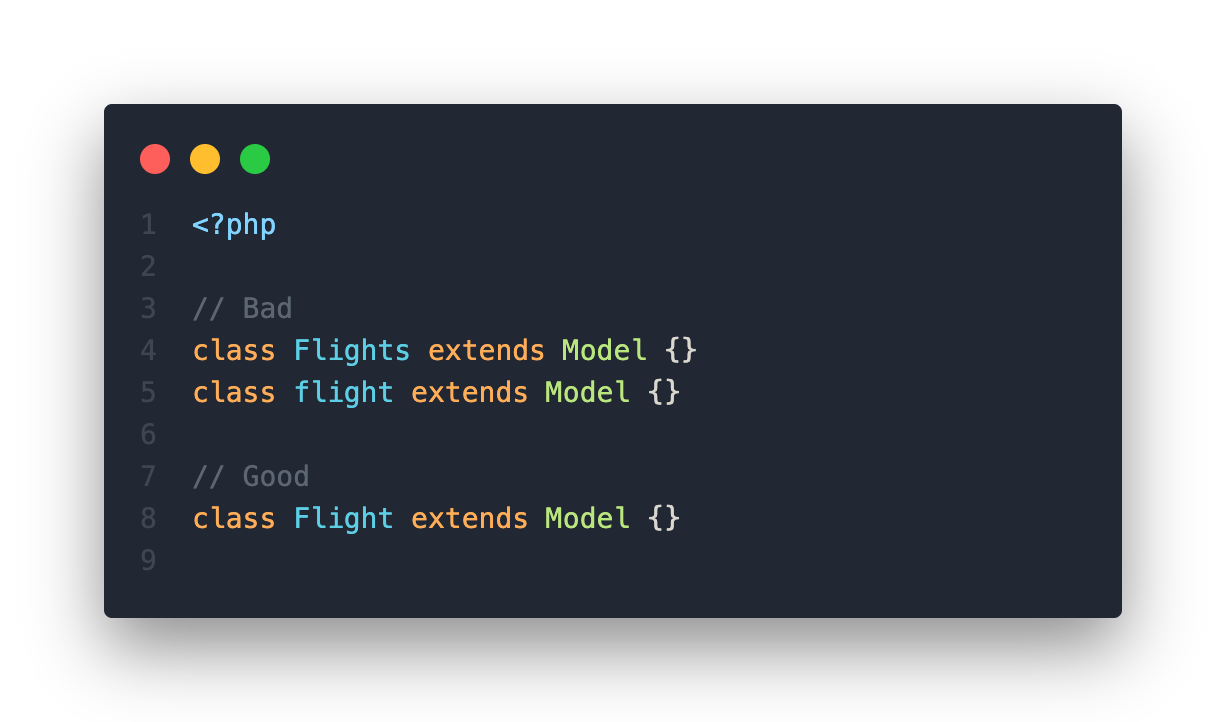 1 <?php
2
3 // Bad
4 class Flights extends Model {}
5 class flight extends Model {}
6
7 // Good
8 class Flight extends Model {}
9